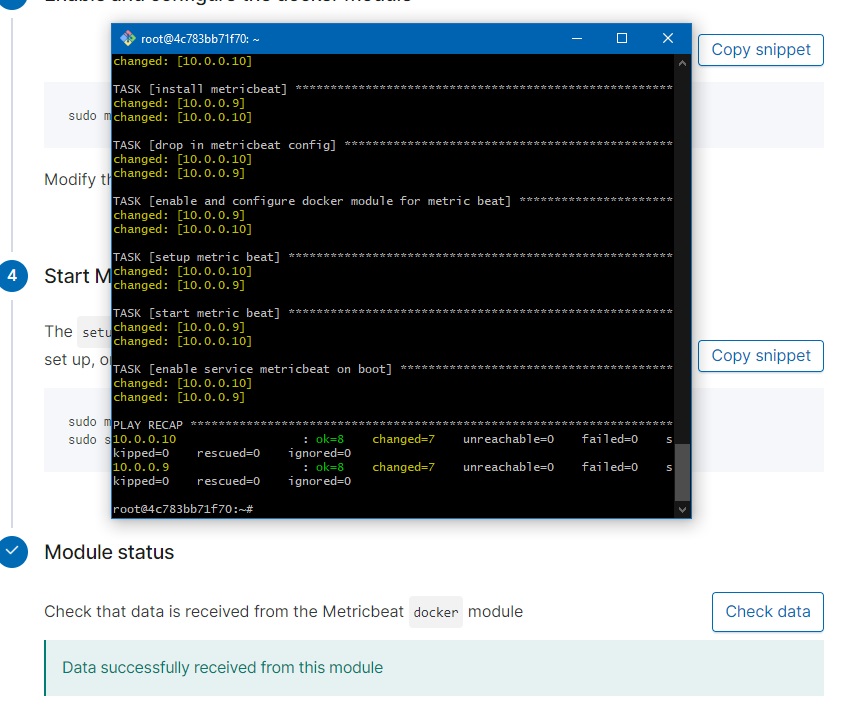 Enable and configure the docker module
root@4c783bb71f70: ~
Copy snippet
changed: [10.0.0.10]
TASK [install metricbeat] ******************************************************
changed: [10.0.0.9]
sudo m
changed: [10.0.0.10]
TASK [drop in metricbeat config] ***********************************************
changed: [10.0.0.10]
changed: [10.0.0.9]
Modify th
TASK [enable and configure docker module for metric beat] **********************
changed: [10.0.0.9]
changed: [10.0.0.10]
TASK [setup metric beat] *******************************************************
changed: [10.0.0.10]
changed: [10.0.0.9]
4
Start M
TASK [start metric beat] *******************************************************
changed: [10.0.0.9]
changed: [10.0.0.10]
The setu
set up, or
Copy snippet
TASK [enable service metricbeat on boot] ***************************************
changed: [10.0.0.10]
changed: [10.0.0.9]
sudo m
sudo s
PLAY RECAP *********************************************************************
10.0.0.10 : ok=8 changed=7 unreachable=0 failed=0 s
kipped=0 rescued=0 ignored=0
10.0.0.9 : ok=8 changed=7 unreachable=0 failed=0 s
kipped=0 rescued=0 ignored=0
root@4c783bb71f70:~#
Module status
Check that data is received from the Metricbeat docker module
Check data
Data successfully received from this module